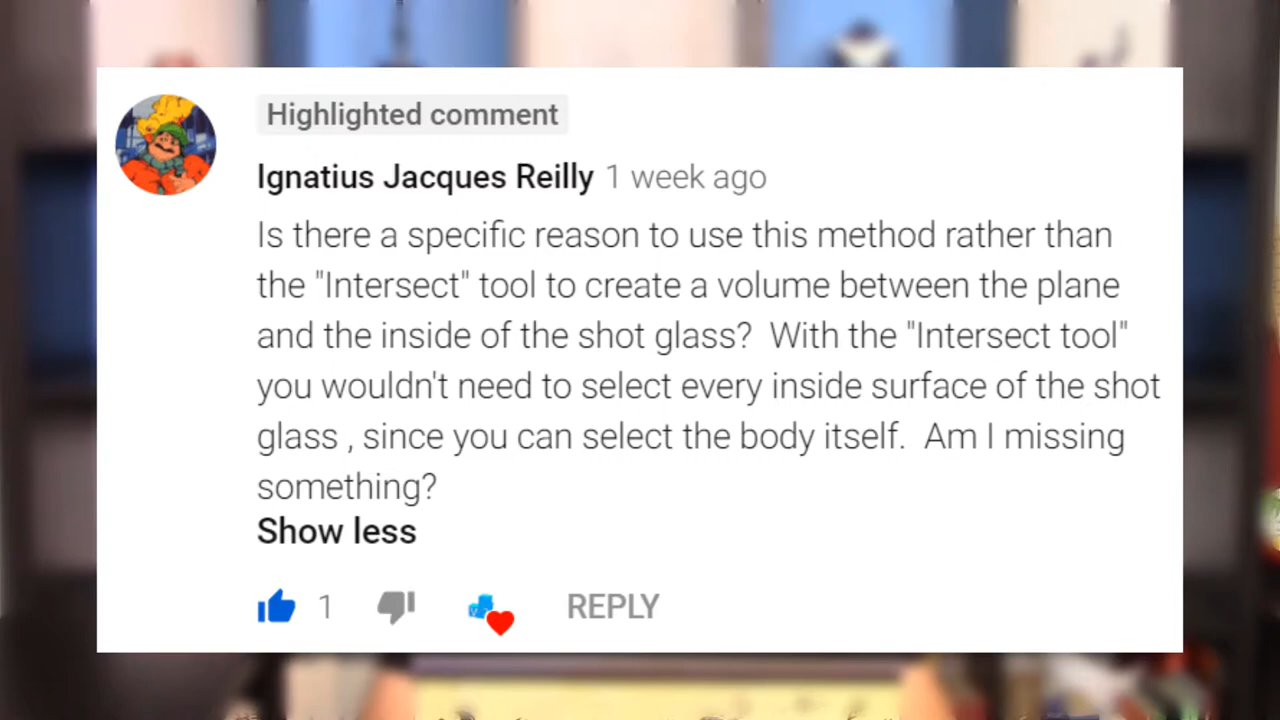 Highlighted comment
Ignatius Jacques Reilly 1 week ago
Is there a specific reason to use this method rather than
the "Intersect" tool to create a volume between the plane
and the inside of the shot glass?  With the "Intersect tool"
you wouldn't need to select every inside surface of the shot
glass , since you can select the body itself.  Am I missing
something?
Show less
1 REPLY